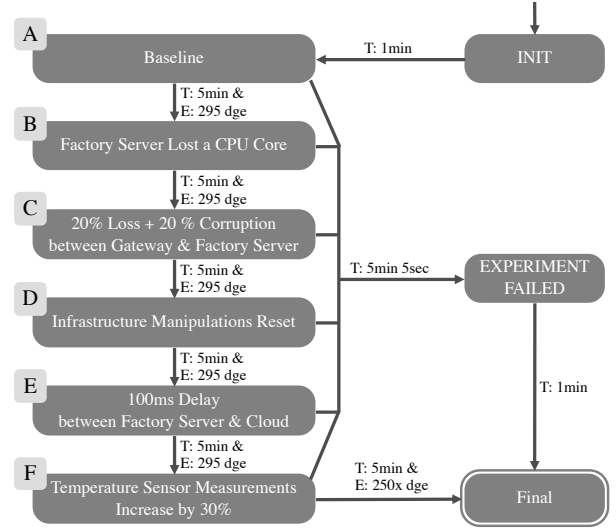 A
Baseline
T: 1min
INIT
T: 5min &
E: 295 dge
B
Factory Server Lost a CPU Core
T: 5min &
E: 295 dge
C
20% Loss + 20 % Corruption
between Gateway & Factory Server
T: 5min &
E: 295 dge
T: 5min 5sec
EXPERIMENT
FAILED
D
Infrastructure Manipulations Reset
T: 5min &
E: 295 dge
E
100ms Delay
between Factory Server & Cloud
T: 1min
T: 5min &
E: 295 dge
F
Temperature Sensor Measurements
Increase by 30%
T: 5min &
E: 250x dge
Final